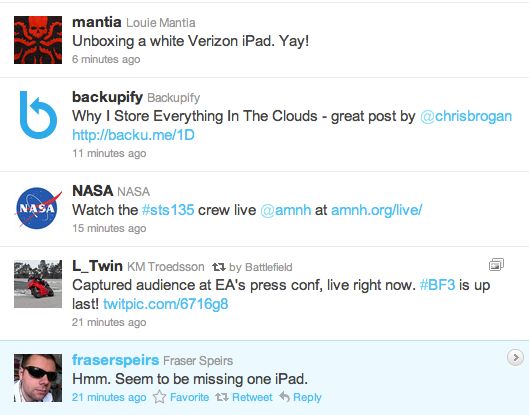 mantia Louie Mantia
Unboxing a white Verizon iPad. Yay!
6 minutes ago
backupify Backupify
Why I Store Everything In The Clouds - great post by @chrisbrogan
http://backu.me/1D
11 minutes ago
NASA
NASA NASA
Watch the #sts135 crew live @amnh at amnh.org/live/
15 minutes ago
L_Twin KM Troedsson by Battlefield
Captured audience at EA's press conf, live right now. #BF3 is up
last! twitpic.com/6716g8
21 minutes ago
fraserspeirs Fraser Speirs
Hmm. Seem to be missing one iPad.
21 minutes ago Favorite Retweet Reply